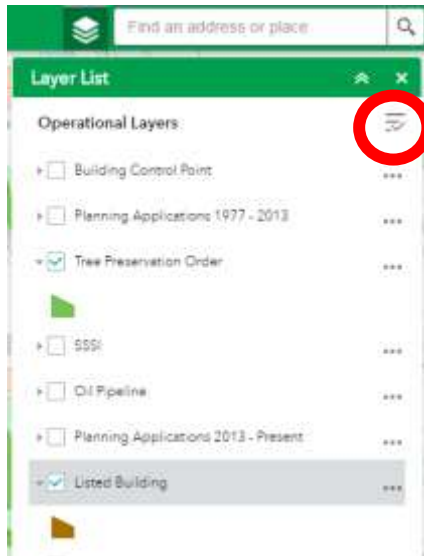 Find an address or place
Layer List
Operational Layers
Building Control Point
Planning Applications 1977 - 2013
Tree Preservation Order
SSSI
Oil Pipeline
Planning Applications 2013 - Present
Listed Building